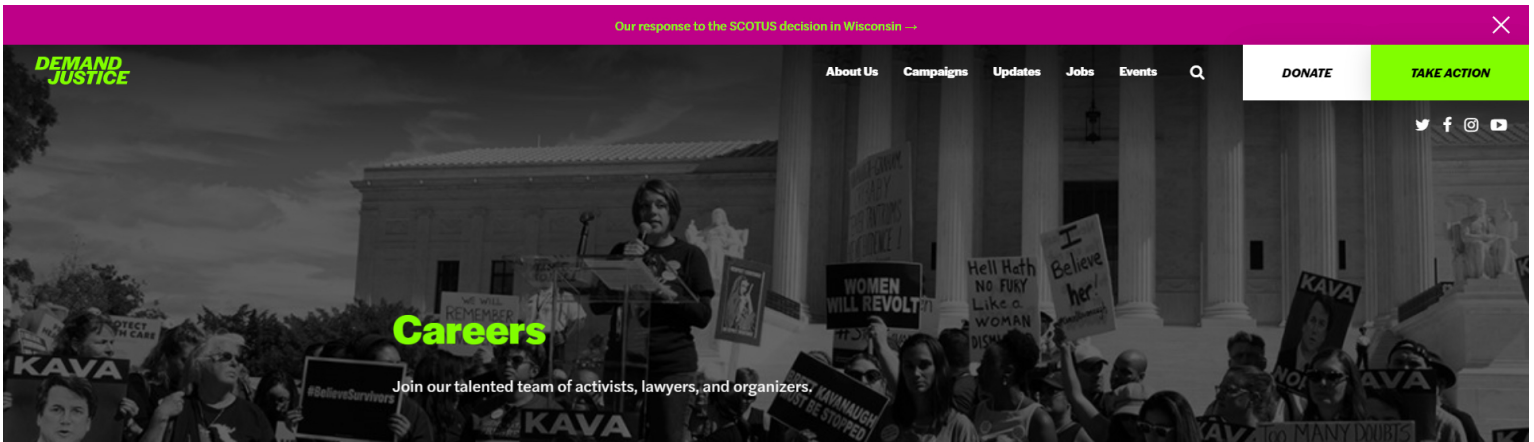 Our response to the SCOTUS decision in Wisconsin →
DEMAND
JUSTICE
About Us Campaigns Updates Jobs Events
DONATE
TAKE ACTION
WE WILL
REMEMBER
WOMEN
WILL REVOLT
Hell Hath
NO FURY
Like a
WOMAN
I
Believe
her!
KAVA
Careers
KAVA
#BelieveSurvivors
Join our talented team of activists, lawyers, and organizers.
KAVANAUGH
MUST BE STOPPED
KAVA
AVA
KAVA
TOO MANY DOUBTS